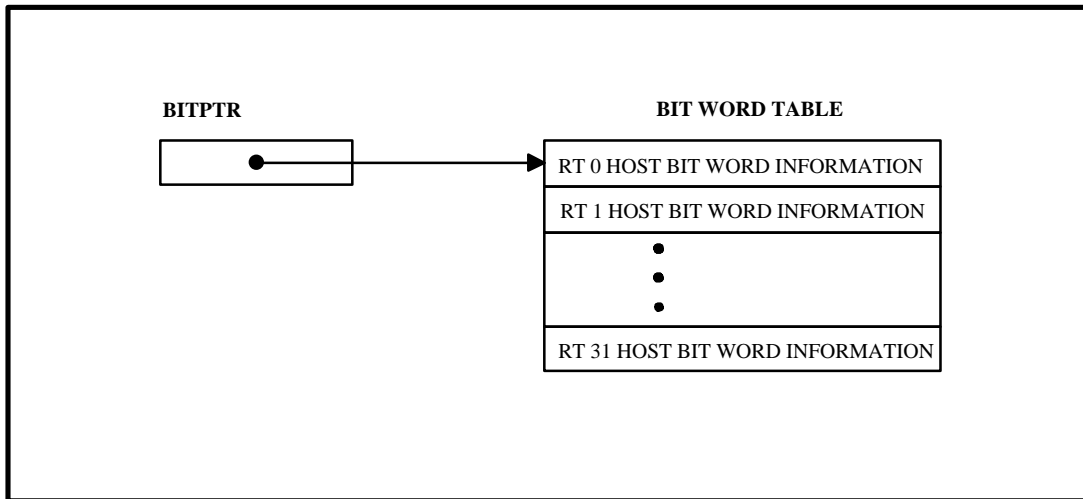 BITPTR
BIT WORD TABLE
RT 0 HOST BIT WORD INFORMATION
RT 1 HOST BIT WORD INFORMATION
RT 31 HOST BIT WORD INFORMATION